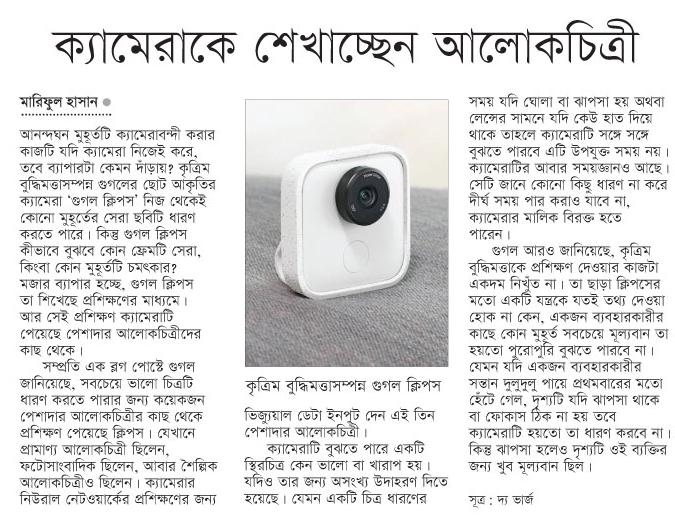 ক্যামেরাকে শেখাচ্ছেন আলোকচিত্রী
মারিফুল হাসান ●
আনন্দঘন মুহূর্তটি ক্যামেরাবন্দী করার
কাজটি যদি ক্যামেরা নিজেই করে,
তবে ব্যাপারটা কেমন দাঁড়ায়? কৃত্রিম
বুদ্ধিমত্তাসম্পন্ন গুগলের ছোট আকৃতির
ক্যামেরা ‘গুগল ক্লিপস’ নিজ থেকেই
কোনো মুহূর্তের সেরা ছবিটি ধারণ
করতে পারে। কিন্তু গুগল ক্লিপস
কীভাবে বুঝবে কোন ফ্রেমটি সেরা,
কিংবা কোন মুহূর্তটি চমৎকার?
মজার ব্যাপার হচ্ছে, গুগল ক্লিপস
তা শিখেছে প্রশিক্ষণের মাধ্যমে।
আর সেই প্রশিক্ষণ ক্যামেরাটি
পেয়েছে পেশাদার আলোকচিত্রীদের
কাছ থেকে।
সম্প্রতি এক ব্লগ পোস্টে গুগল
জানিয়েছে, সবচেয়ে ভালো চিত্রটি
ধারণ করতে পারার জন্য কয়েকজন
পেশাদার আলোকচিত্রীর কাছ থেকে
প্রশিক্ষণ পেয়েছে ক্লিপস। যেখানে
প্রামাণ্য আলোকচিত্রী ছিলেন,
ফটোসাংবাদিক ছিলেন, আবার শৈল্পিক
আলোকচিত্রীও ছিলেন। ক্যামেরার
নিউরাল নেটওয়ার্কের প্রশিক্ষণের জন্য
কৃত্রিম বুদ্ধিমত্তাসম্পন্ন গুগল ক্লিপস
ভিজ্যুয়াল ডেটা ইনপুট দেন এই তিন
পেশাদার আলোকচিত্রী।
ক্যামেরাটি বুঝতে পারে একটি
স্থিরচিত্র কেন ভালো বা খারাপ হয়।
যদিও তার জন্য অসংখ্য উদাহরণ দিতে
হয়েছে। যেমন একটি চিত্র ধারণের
সময় যদি ঘোলা বা ঝাপসা হয় অথবা
লেন্সের সামনে যদি কেউ হাত দিয়ে
থাকে তাহলে ক্যামেরাটি সঙ্গে সঙ্গে
বুঝতে পারবে এটি উপযুক্ত সময় নয়।
ক্যামেরাটির আবার সময়জ্ঞানও আছে।
সেটি জানে কোনো কিছু ধারণ না করে
দীর্ঘ সময় পার করাও যাবে না,
ক্যামেরার মালিক বিরক্ত হতে
পারেন।
গুগল আরও জানিয়েছে, কৃত্রিম
বুদ্ধিমত্তাকে প্রশিক্ষণ দেওয়ার কাজটা
একদম নিখুঁত না। তা ছাড়া ক্লিপসের
মতো একটি যন্ত্রকে যতই তথ্য দেওয়া
হোক না কেন, একজন ব্যবহারকারীর
কাছে কোন মুহূর্ত সবচেয়ে মূল্যবান তা
হয়তো পুরোপুরি বুঝতে পারবে না।
যেমন যদি একজন ব্যবহারকারীর
সন্তান দুলুদুলু পায়ে প্রথমবারের মতো
হেঁটে গেল, দৃশ্যটি যদি ঝাপসা থাকে
বা ফোকাস ঠিক না হয় তবে
ক্যামেরাটি হয়তো তা ধারণ করবে না।
কিন্তু ঝাপসা হলেও দৃশ্যটি ওই ব্যক্তির
জন্য খুব মূল্যবান ছিল।
সূত্র : দ্য ভার্জ